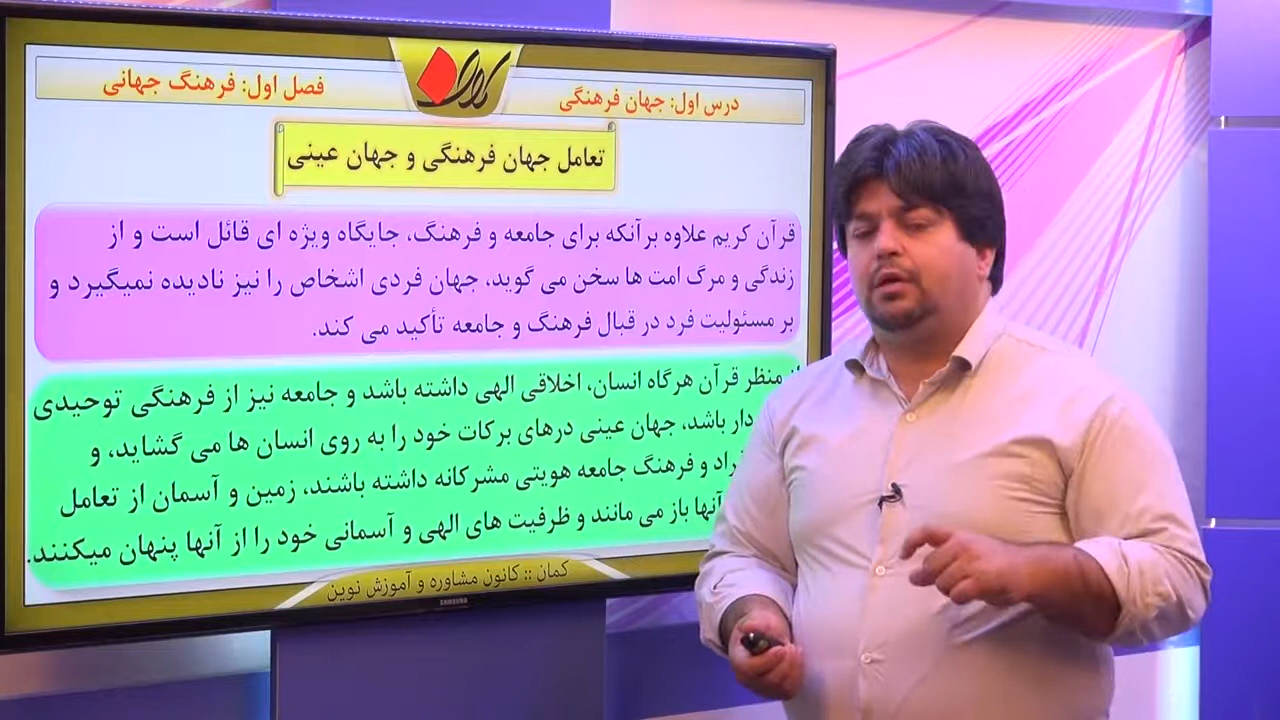 درس اول: جهان فرهنگی
فصل اول: فرهنگ جهانی
تعامل جهان فرهنگی و جهان عینی
قرآن کریم علاوه برآنکه برای جامعه و فرهنگ، جایگاه ویژه ای قائل است و از
زندگی و مرگ امت ها سخن می گوید، جهان فردی اشخاص را نیز نادیده نمیگیرد و
بر مسئولیت فرد در قبال فرهنگ و جامعه تأکید می کند.
منظر قرآن هرگاه انسان، اخلاقی الهی داشته باشد و جامعه نیز از فرهنگی توحیدی
دار باشد، جهان عینی درهای برکات خود را به روی انسان ها می گشاید، و
و فرهنگ جامعه هویتی مشرکانه داشته باشند، زمین و آسمان از تعامل
آنها باز می مانند و ظرفیت های الهی و آسمانی خود را از آنها پنهان میکنند.
کمان :: کانون مشاوره و آموزش نوین
SAMSUNG